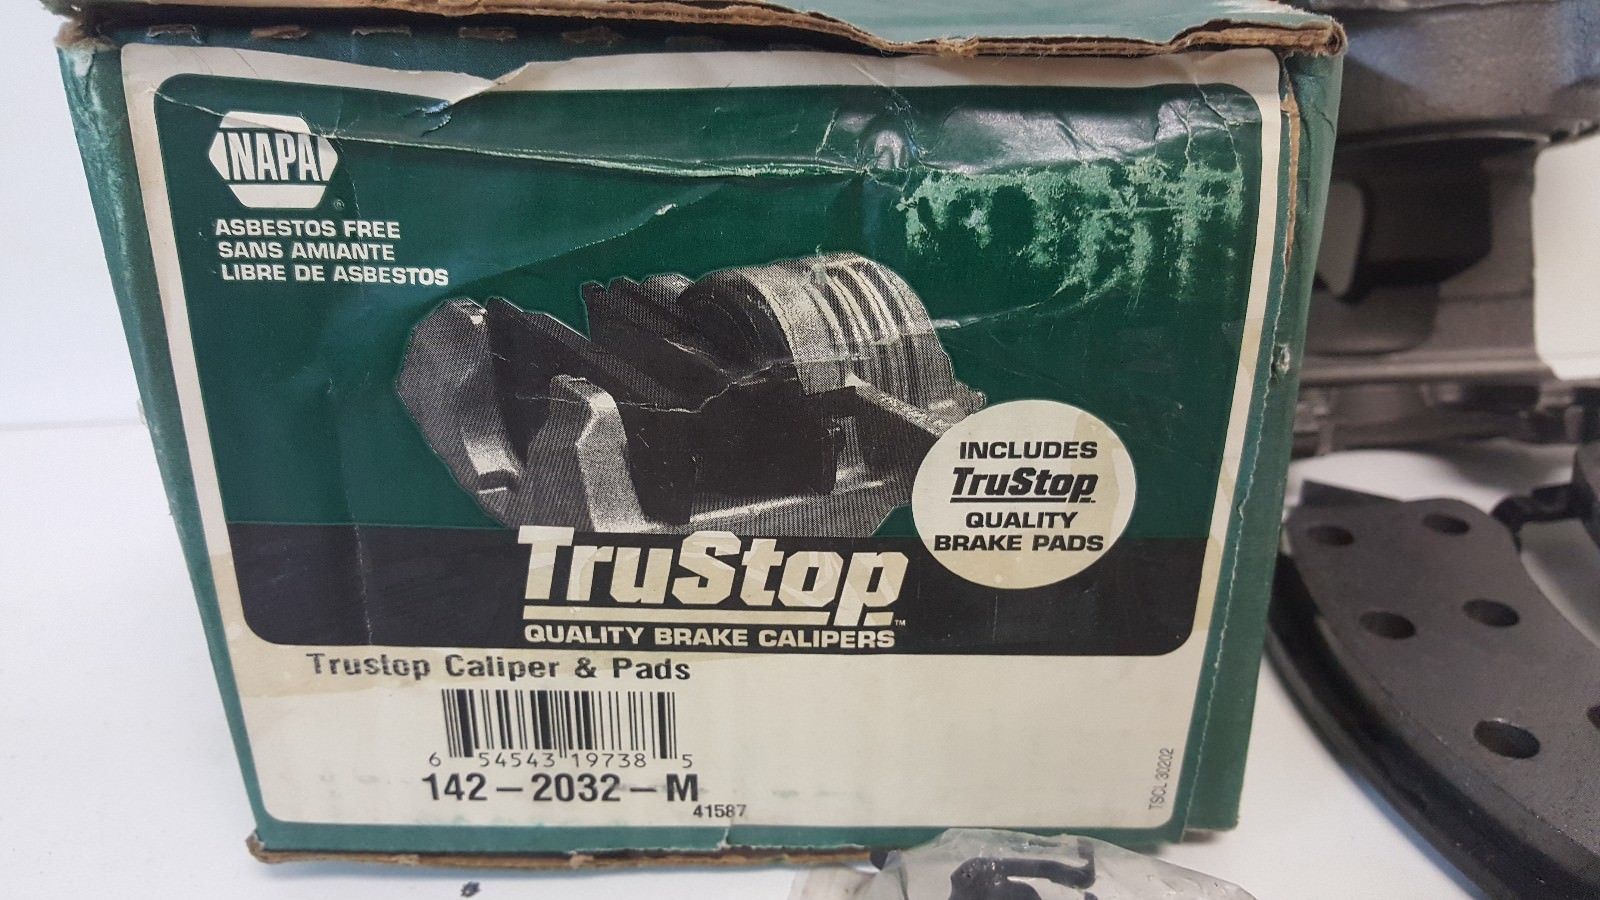 NAPA
®
ASBESTOS FREE
SANS AMIANTE
LIBRE DE ASBESTOS
INCLUDES
TruStop
QUALITY
BRAKE PADS
TruStop™
QUALITY BRAKE CALIPERS
Trustop Caliper & Pads
6 54543 19738 5
142-2032-M
41587
TSCL 30202